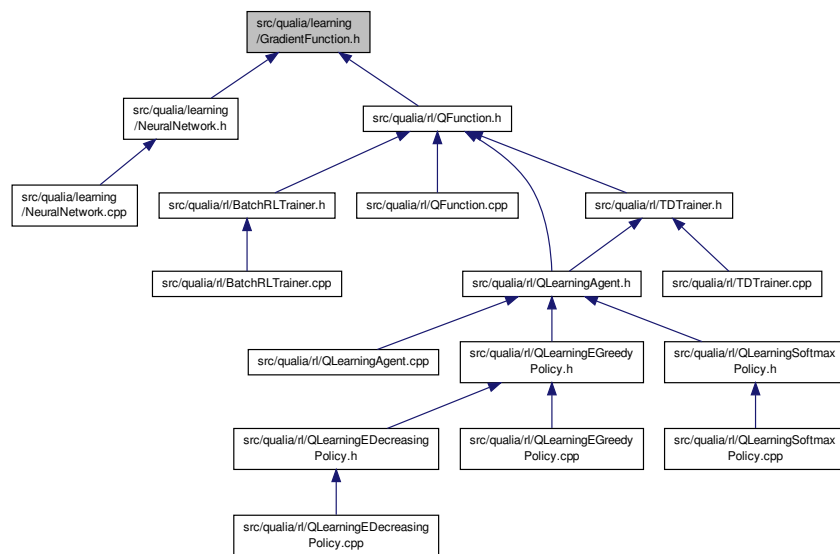 src/qualia/learning
/GradientFunction.h
src/qualia/learning
/NeuralNetwork.h
src/qualia/rl/QFunction.h
src/qualia/learning
/NeuralNetwork.cpp
src/qualia/rl/BatchRLTrainer.h
src/qualia/rl/QFunction.cpp
src/qualia/rl/TDTrainer.h
src/qualia/rl/BatchRLTrainer.cpp
src/qualia/rl/QLearningAgent.h
src/qualia/rl/TDTrainer.cpp
src/qualia/rl/QLearningAgent.cpp
src/qualia/rl/QLearningEGreedy
Policy.h
src/qualia/rl/QLearningSoftmax
Policy.h
src/qualia/rl/QLearningEDecreasing
Policy.h
src/qualia/rl/QLearningEGreedy
Policy.cpp
src/qualia/rl/QLearningSoftmax
Policy.cpp
src/qualia/rl/QLearningEDecreasing
Policy.cpp